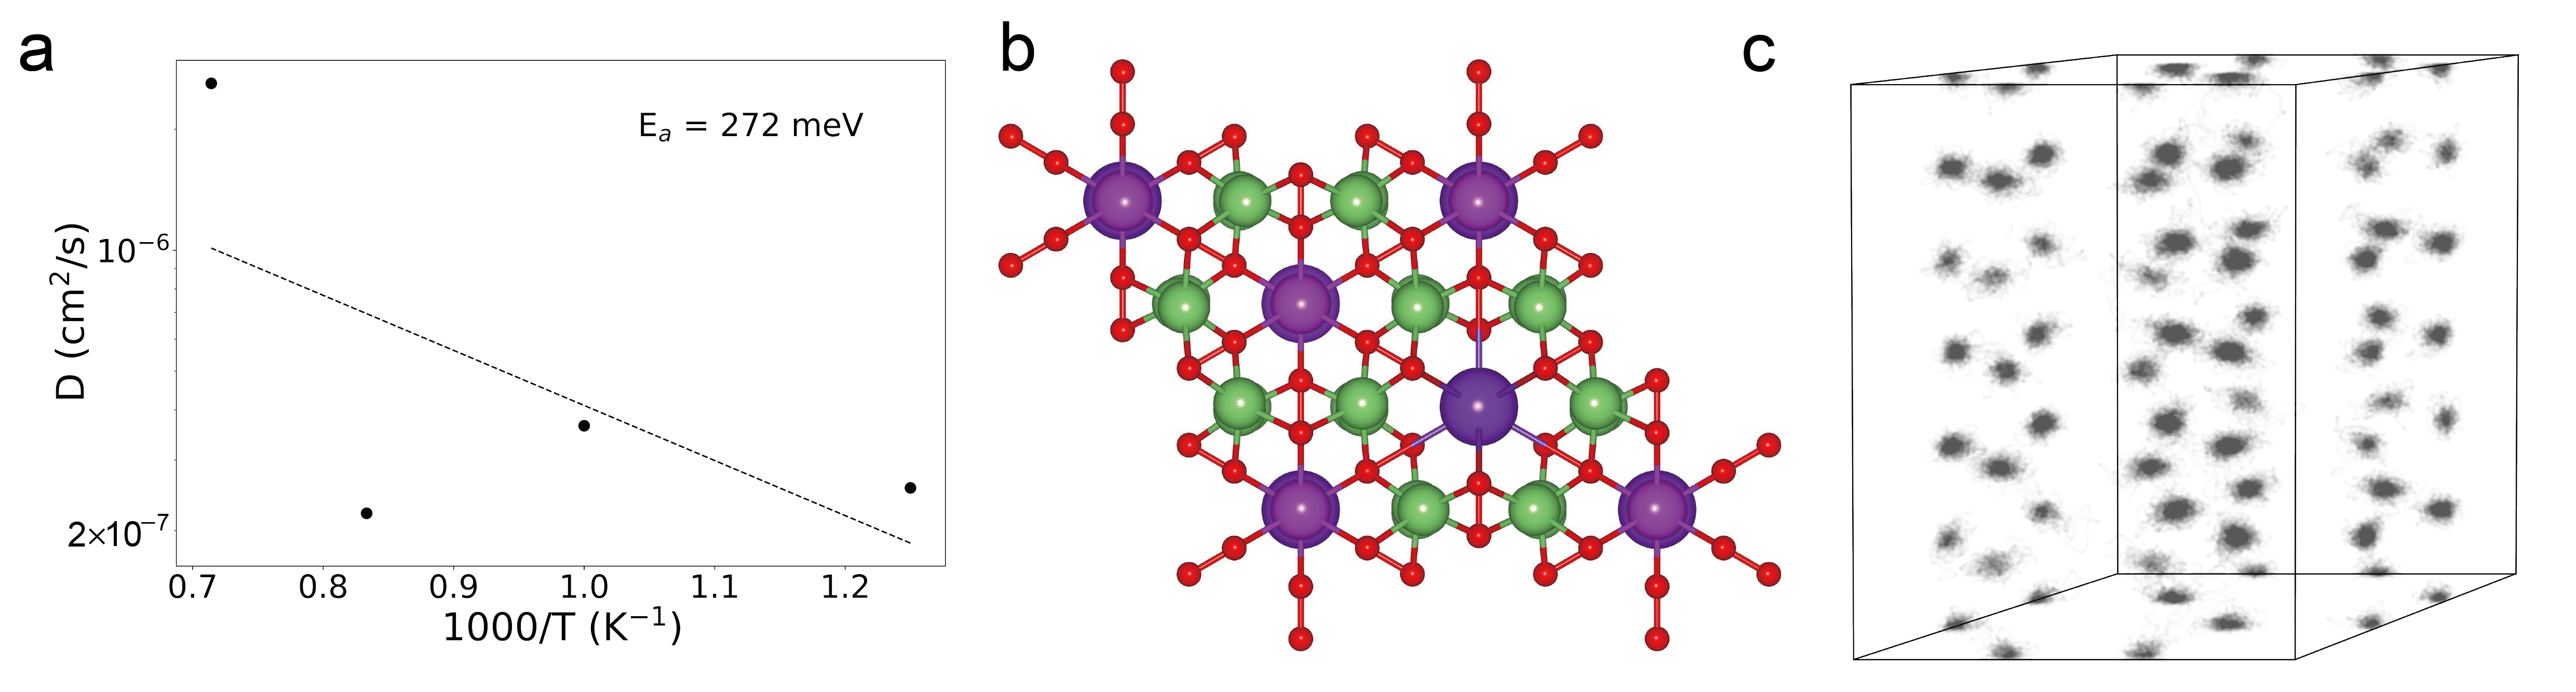 a
b
c
E_a = 272 meV
D (cm²/s)
10⁻⁶
2×10⁻⁷
0.7 0.8 0.9 1.0 1.1 1.2
1000/T (K⁻¹)